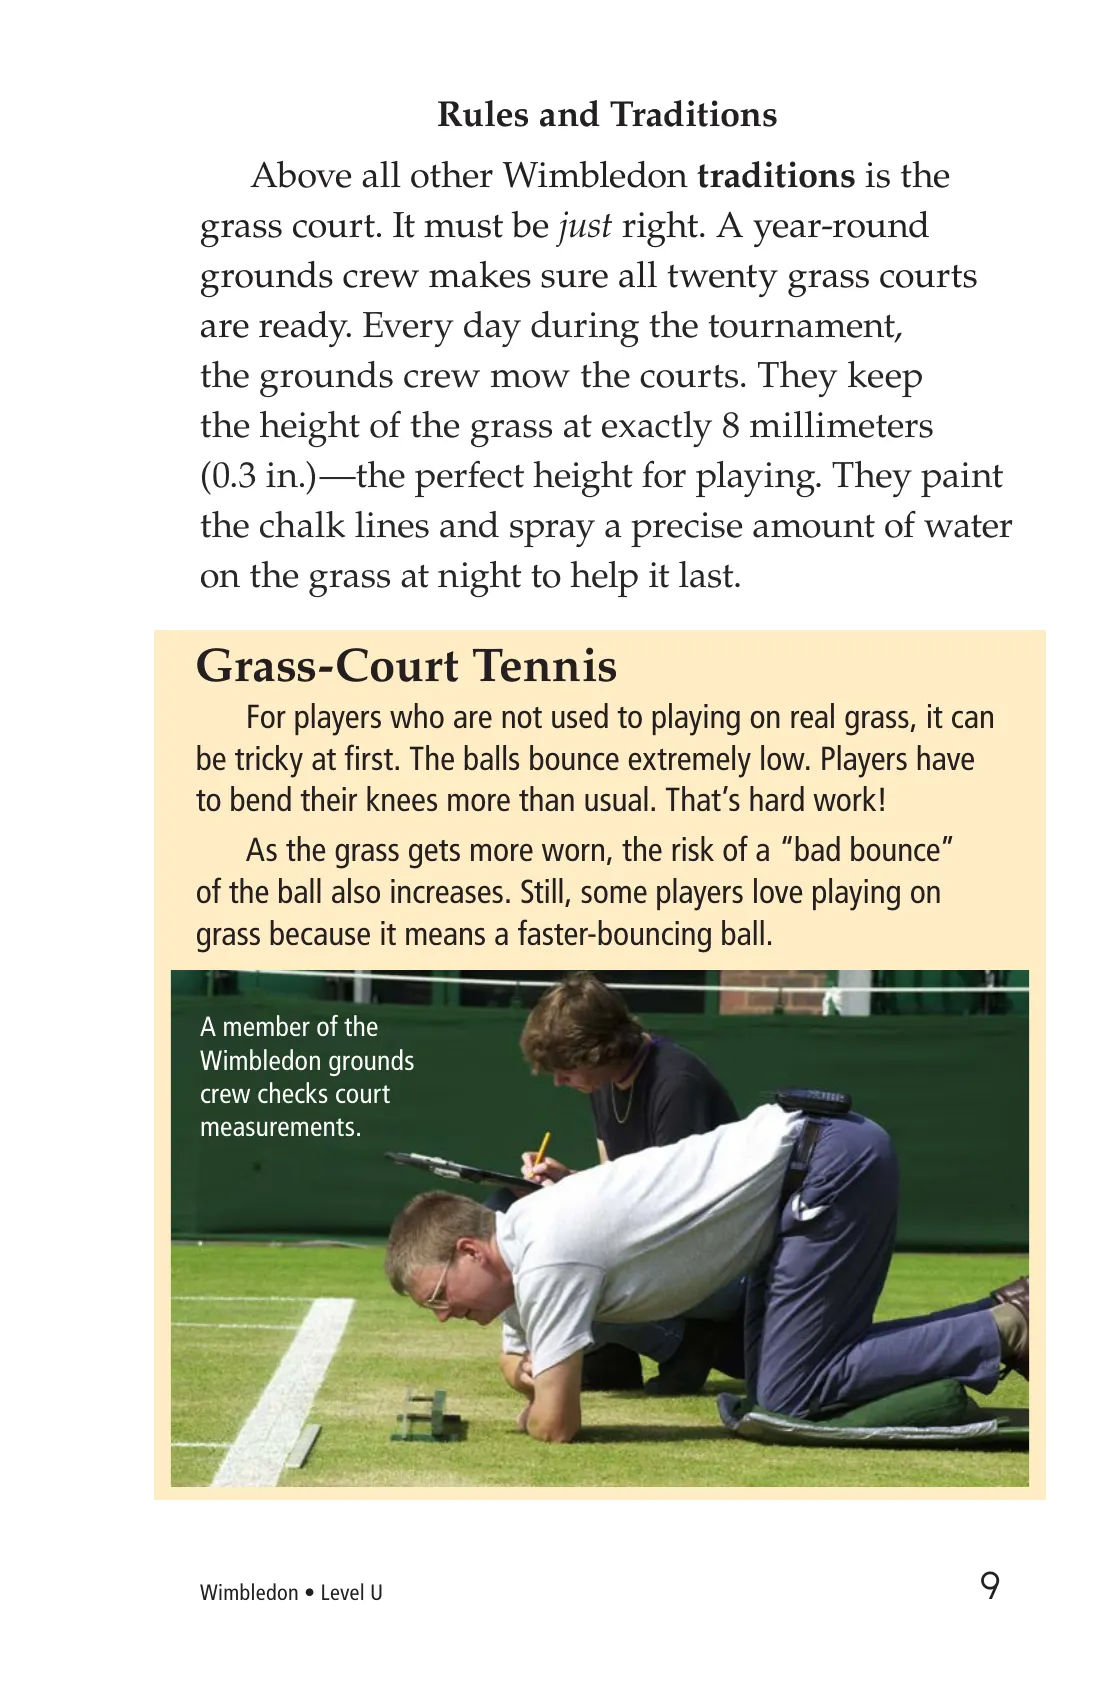 Rules and Traditions
Above all other Wimbledon traditions is the
grass court. It must be just right. A year-round
grounds crew makes sure all twenty grass courts
are ready. Every day during the tournament,
the grounds crew mow the courts. They keep
the height of the grass at exactly 8 millimeters
(0.3 in.)—the perfect height for playing. They paint
the chalk lines and spray a precise amount of water
on the grass at night to help it last.
Grass-Court Tennis
For players who are not used to playing on real grass, it can
be tricky at first. The balls bounce extremely low. Players have
to bend their knees more than usual. That’s hard work!
As the grass gets more worn, the risk of a “bad bounce”
of the ball also increases. Still, some players love playing on
grass because it means a faster-bouncing ball.
A member of the
Wimbledon grounds
crew checks court
measurements.
Wimbledon • Level U
9